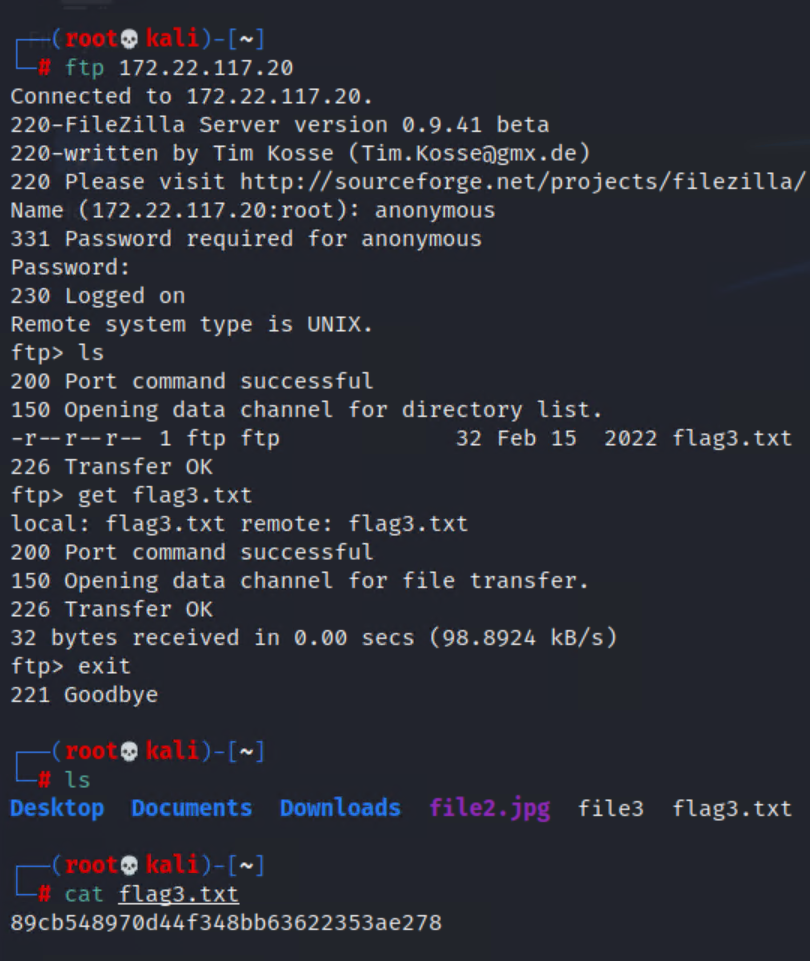 ┌──(root💀kali)-[~]
└─# ftp 172.22.117.20
Connected to 172.22.117.20.
220-FileZilla Server version 0.9.41 beta
220-written by Tim Kosse (Tim.Kosse@gmx.de)
220 Please visit http://sourceforge.net/projects/filezilla/
Name (172.22.117.20:root): anonymous
331 Password required for anonymous
Password:
230 Logged on
Remote system type is UNIX.
ftp> ls
200 Port command successful
150 Opening data channel for directory list.
-r--r--r-- 1 ftp ftp             32 Feb 15  2022 flag3.txt
226 Transfer OK
ftp> get flag3.txt
local: flag3.txt remote: flag3.txt
200 Port command successful
150 Opening data channel for file transfer.
226 Transfer OK
32 bytes received in 0.00 secs (98.8924 kB/s)
ftp> exit
221 Goodbye
┌──(root💀kali)-[~]
└─# ls
Desktop  Documents  Downloads  file2.jpg  file3  flag3.txt
┌──(root💀kali)-[~]
└─# cat flag3.txt
89cb548970d44f348bb63622353ae278